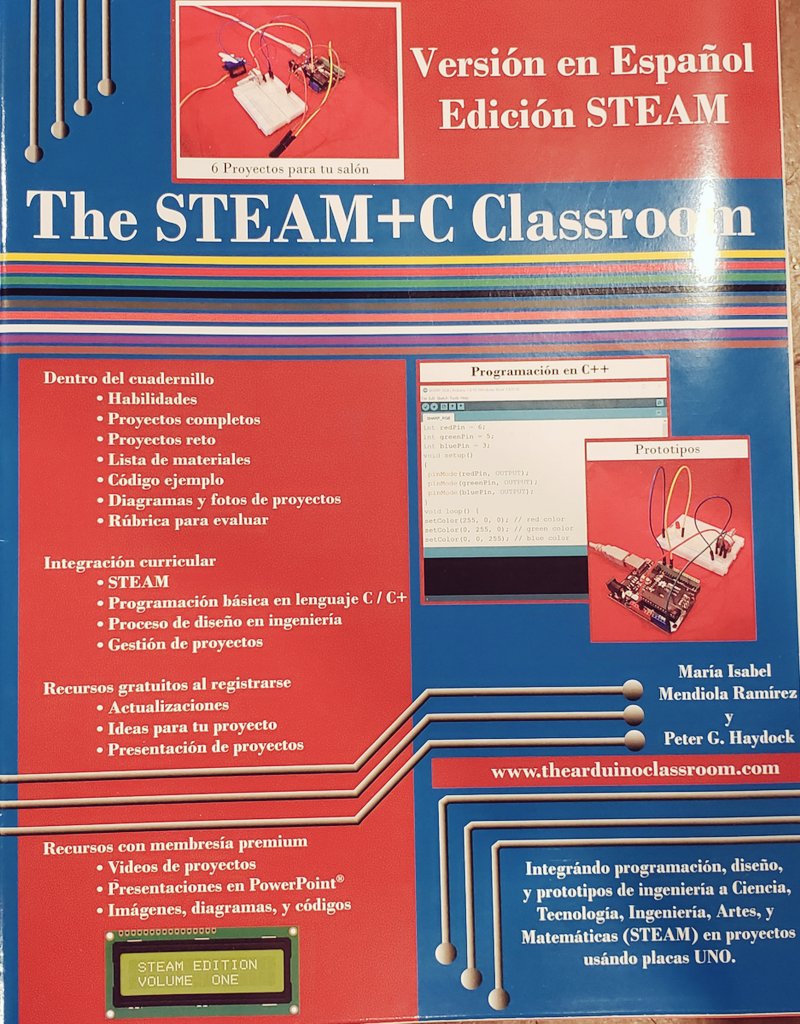 Versión en Español
Edición STEAM
6 Proyectos para tu salón
The STEAM+C Classroom
Dentro del cuadernillo
• Habilidades
• Proyectos completos
• Proyectos reto
• Lista de materiales
• Código ejemplo
• Diagramas y fotos de proyectos
• Rúbrica para evaluar
Integración curricular
• STEAM
• Programación básica en lenguaje C / C+
• Proceso de diseño en ingeniería
• Gestión de proyectos
Recursos gratuitos al registrarse
• Actualizaciones
• Ideas para tu proyecto
• Presentación de proyectos
Recursos con membresía premium
• Videos de proyectos
• Presentaciones en PowerPoint®
• Imágenes, diagramas, y códigos
STEAM EDITION
VOLUME ONE
Programación en C++
int redPin = 6;
int greenPin = 5;
int bluePin = 3;
void setup()
{
pinMode(redPin, OUTPUT);
pinMode(greenPin, OUTPUT);
pinMode(bluePin, OUTPUT);
}
void loop() {
setColor(255, 0, 0); // red color
setColor(0, 255, 0); // green color
setColor(0, 0, 255); // blue color
Prototipos
María Isabel
Mendiola Ramírez
y
Peter G. Haydock
www.thearduinoclassroom.com
Integrándo programación, diseño,
y prototipos de ingeniería a Ciencia,
Tecnología, Ingeniería, Artes, y
Matemáticas (STEAM) en proyectos
usándo placas UNO.